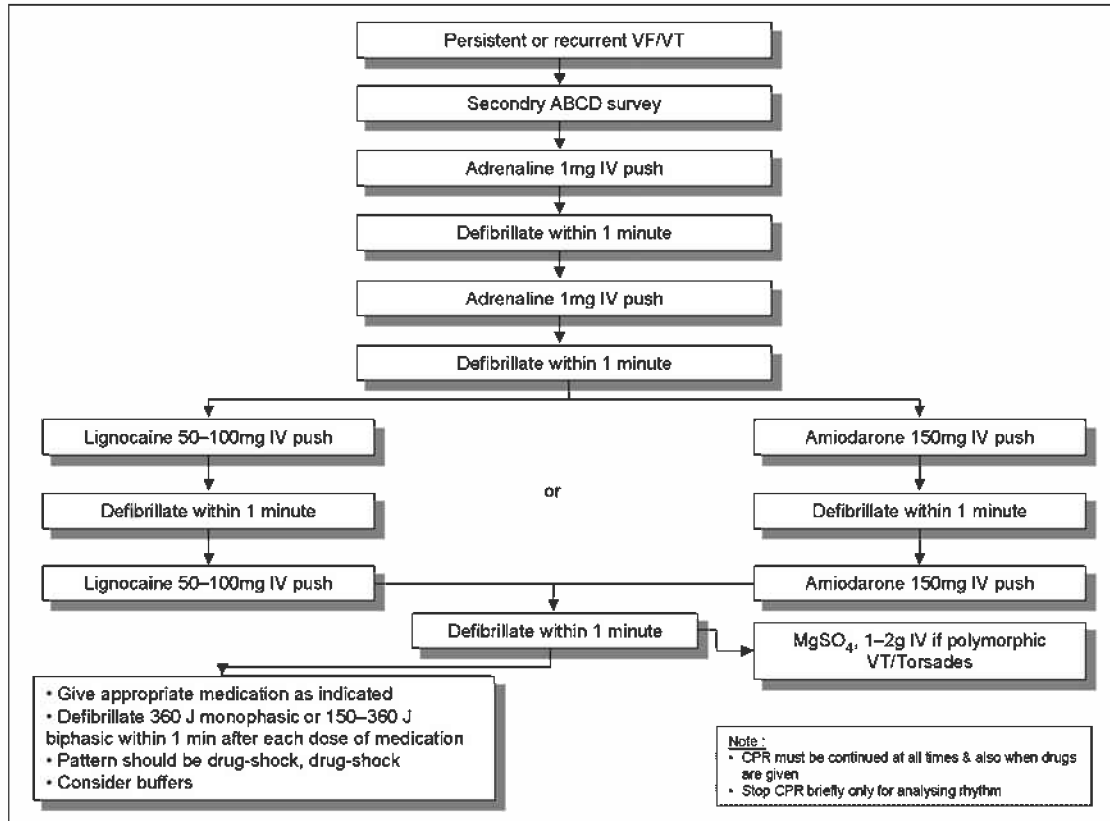 Persistent or recurrent VF/VT
Secondry ABCD survey
Adrenaline 1mg IV push
Defibrillate within 1 minute
Adrenaline 1mg IV push
Defibrillate within 1 minute
Lignocaine 50–100mg IV push
Amiodarone 150mg IV push
or
Defibrillate within 1 minute
Defibrillate within 1 minute
Lignocaine 50–100mg IV push
Amiodarone 150mg IV push
Defibrillate within 1 minute
MgSO₄, 1–2g IV if polymorphic
VT/Torsades
• Give appropriate medication as indicated
• Defibrillate 360 J monophasic or 150–360 J
biphasic within 1 min after each dose of medication
• Pattern should be drug-shock, drug-shock
• Consider buffers
Note :
• CPR must be continued at all times & also when drugs
are given
• Stop CPR briefly only for analysing rhythm